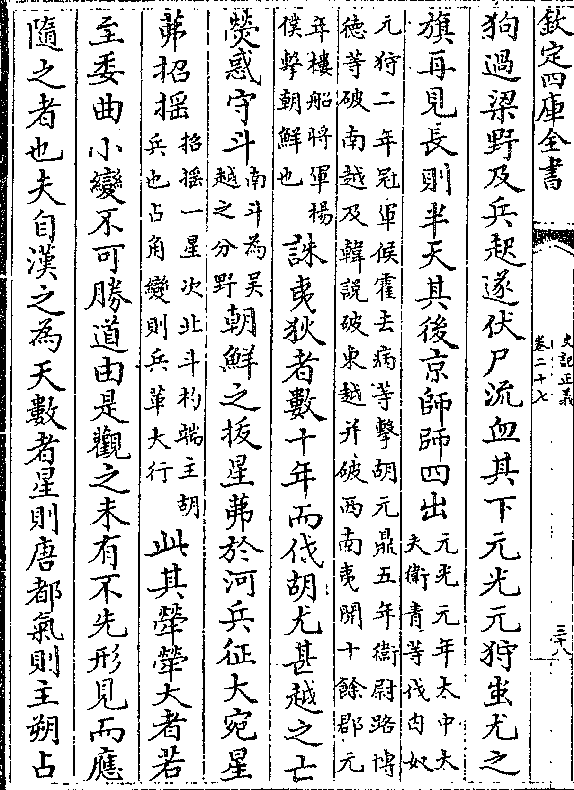 欽定四庫全書
史記正義
卷二十七
三十八
狗過梁野及兵起遂伏尸流血其下元光元狩蚩尤之
旗再見長則半天其後京師師四出
元光元年太中大
夫衛青等伐匈奴
元狩二年冠軍侯霍去病等擊胡元鼎五年衛尉路博
德等破南越及韓說破東越并破西南夷開十餘郡元
年樓船將軍楊
僕擊朝鮮也
誅夷狄者數十年而伐胡尤甚越之亡
熒惑守斗
南斗為吳
越之分野
朝鮮之拔星茀於河兵征大宛星
茀招搖
招搖一星次北斗杓端主胡
兵也占角變則兵革大行
此其犖犖大者若
至委曲小變不可勝道由是觀之未有不先形見而應
隨之者也夫自漢之為天數者星則唐都氣則王朔占